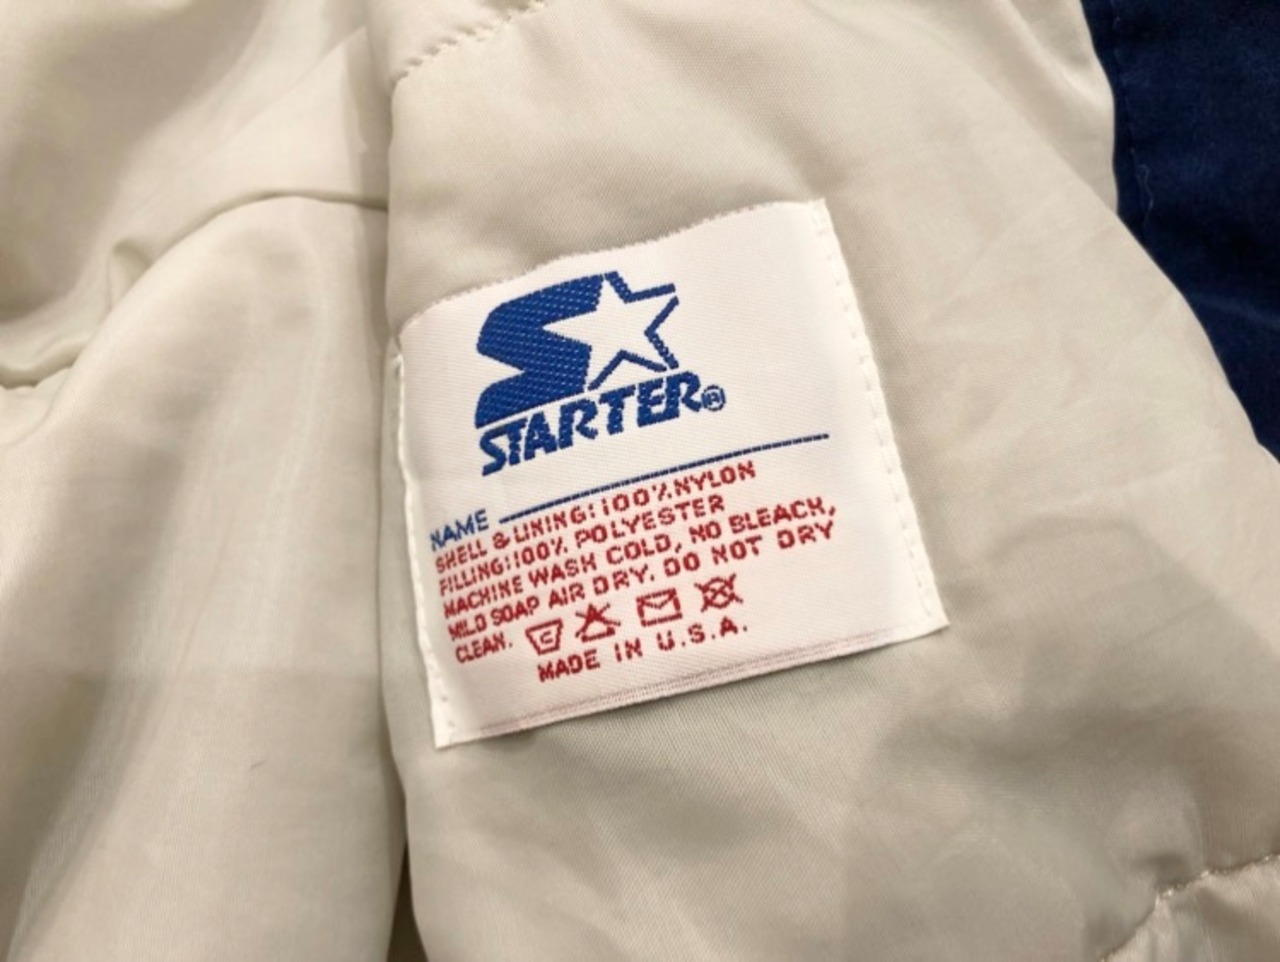 STARTER®
NAME
SHELL & LINING: 100% NYLON
FILLING: 100% POLYESTER
MACHINE WASH COLD, NO BLEACH,
MILD SOAP AIR DRY. DO NOT DRY
CLEAN.
MADE IN U.S.A.